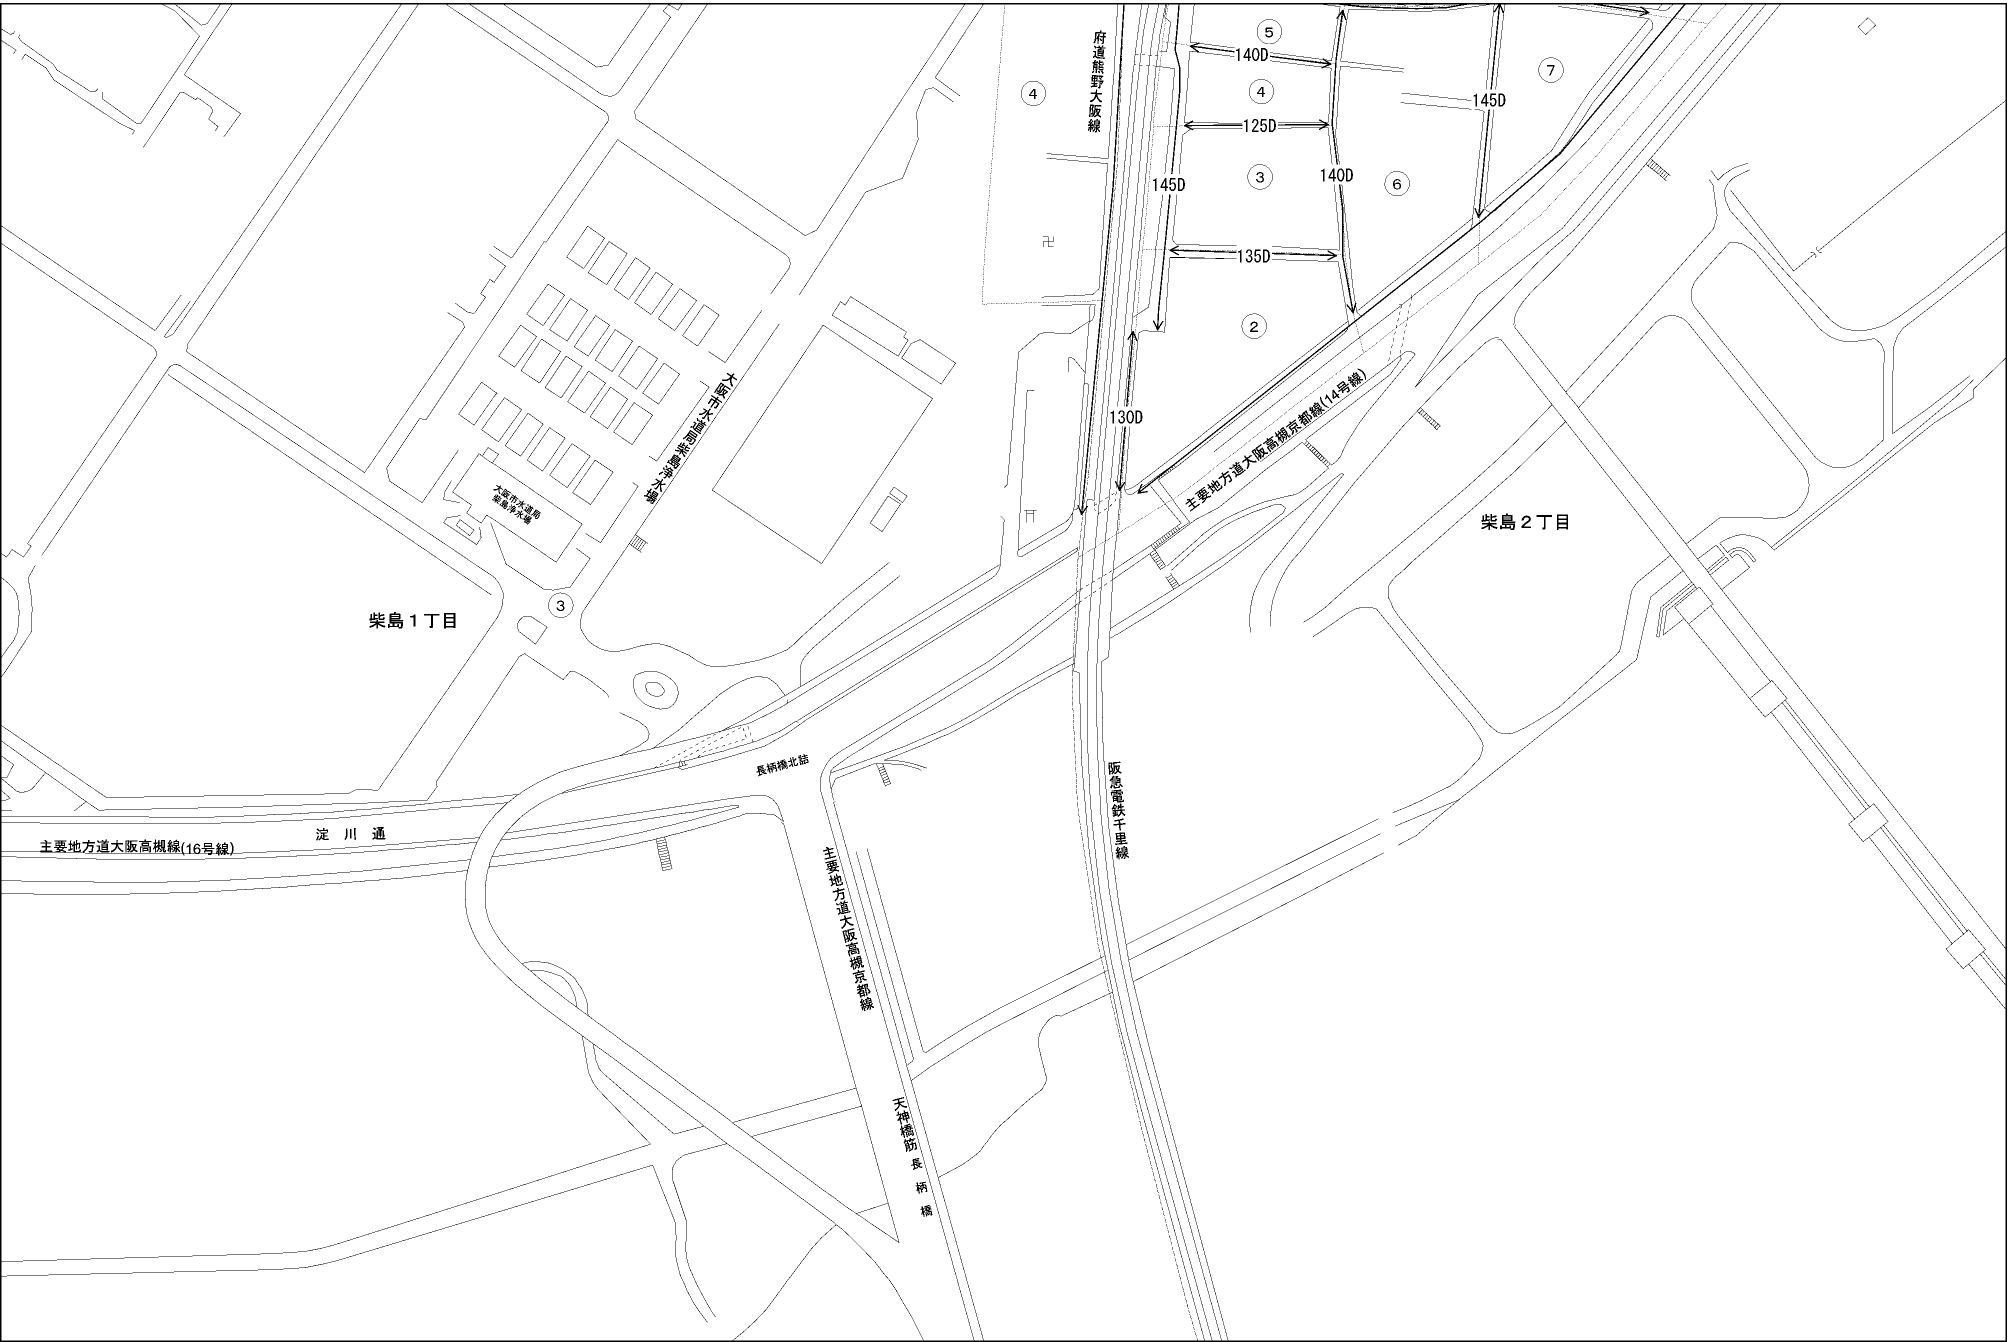 ⑤
140D
④
125D
③
145D
140D
⑥
145D
⑦
135D
②
130D
④
府道熊野大阪線
卍
大阪市水道局柴島浄水場
大阪市水道局
柴島浄水場
主要地方道大阪高槻京都線(14号線)
柴島2丁目
③
柴島1丁目
長柄橋北詰
阪急電鉄千里線
淀川通
主要地方道大阪高槻線(16号線)
主要地方道大阪高槻京都線
天神橋筋
長柄橋